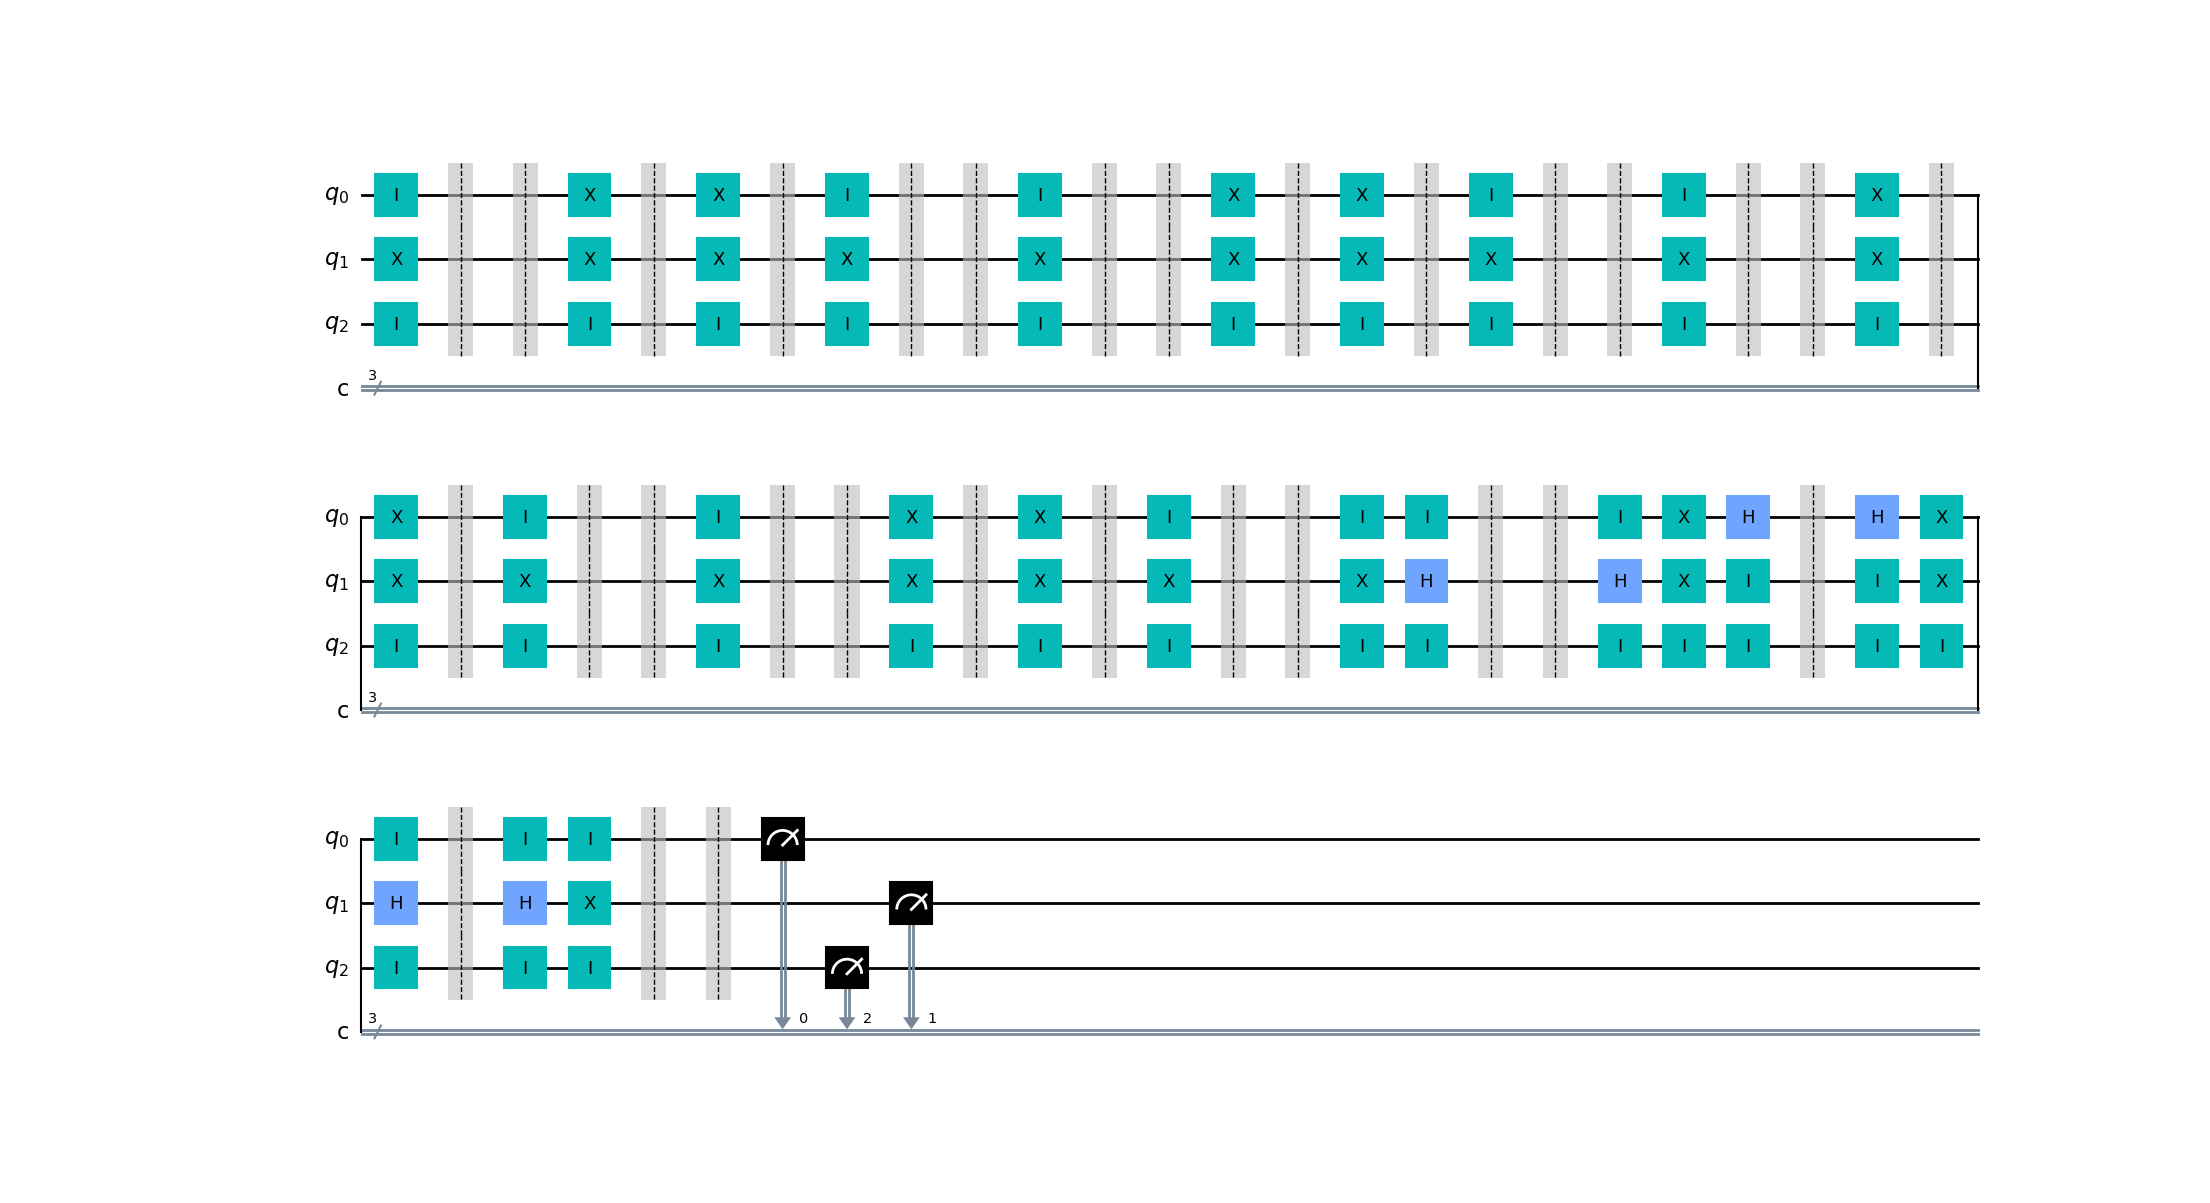 q0 I X X I I X X I I X
q1 X X X X X X X X X X
q2 I I I I I I I I I I
c 3
q0 X I I X X I I I I X H H X
q1 X X X X X X X H H X I I X
q2 I I I I I I I I I I I I I
c 3
q0 I I I
q1 H H X
q2 I I I
c 3 0 2 1